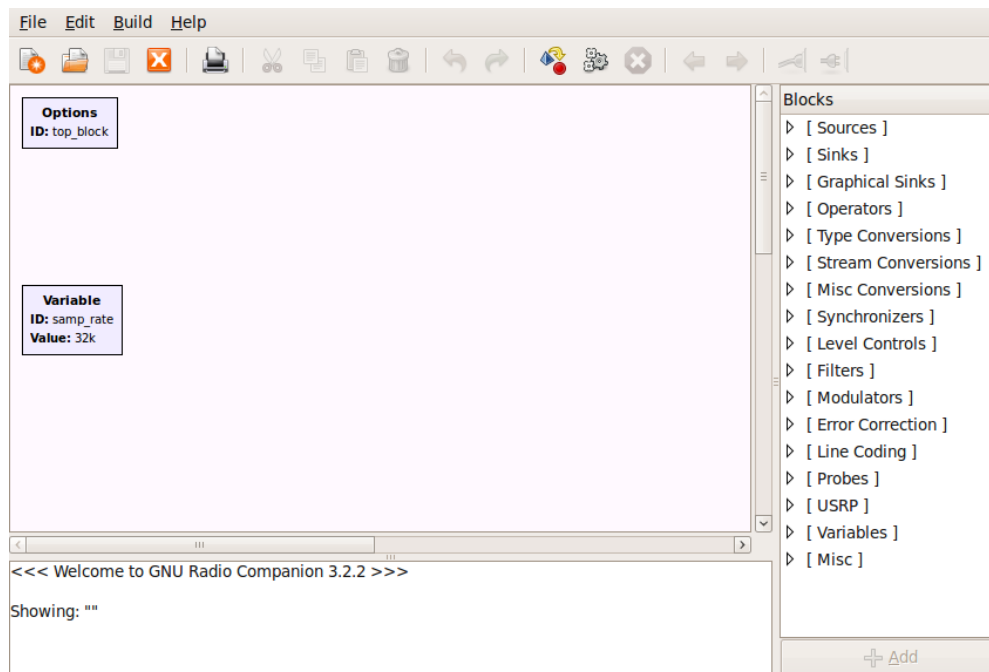 File Edit Build Help
Options
ID: top_block
Variable
ID: samp_rate
Value: 32k
Blocks
[ Sources ]
[ Sinks ]
[ Graphical Sinks ]
[ Operators ]
[ Type Conversions ]
[ Stream Conversions ]
[ Misc Conversions ]
[ Synchronizers ]
[ Level Controls ]
[ Filters ]
[ Modulators ]
[ Error Correction ]
[ Line Coding ]
[ Probes ]
[ USRP ]
[ Variables ]
[ Misc ]
<<< Welcome to GNU Radio Companion 3.2.2 >>>
Showing: ""
Add